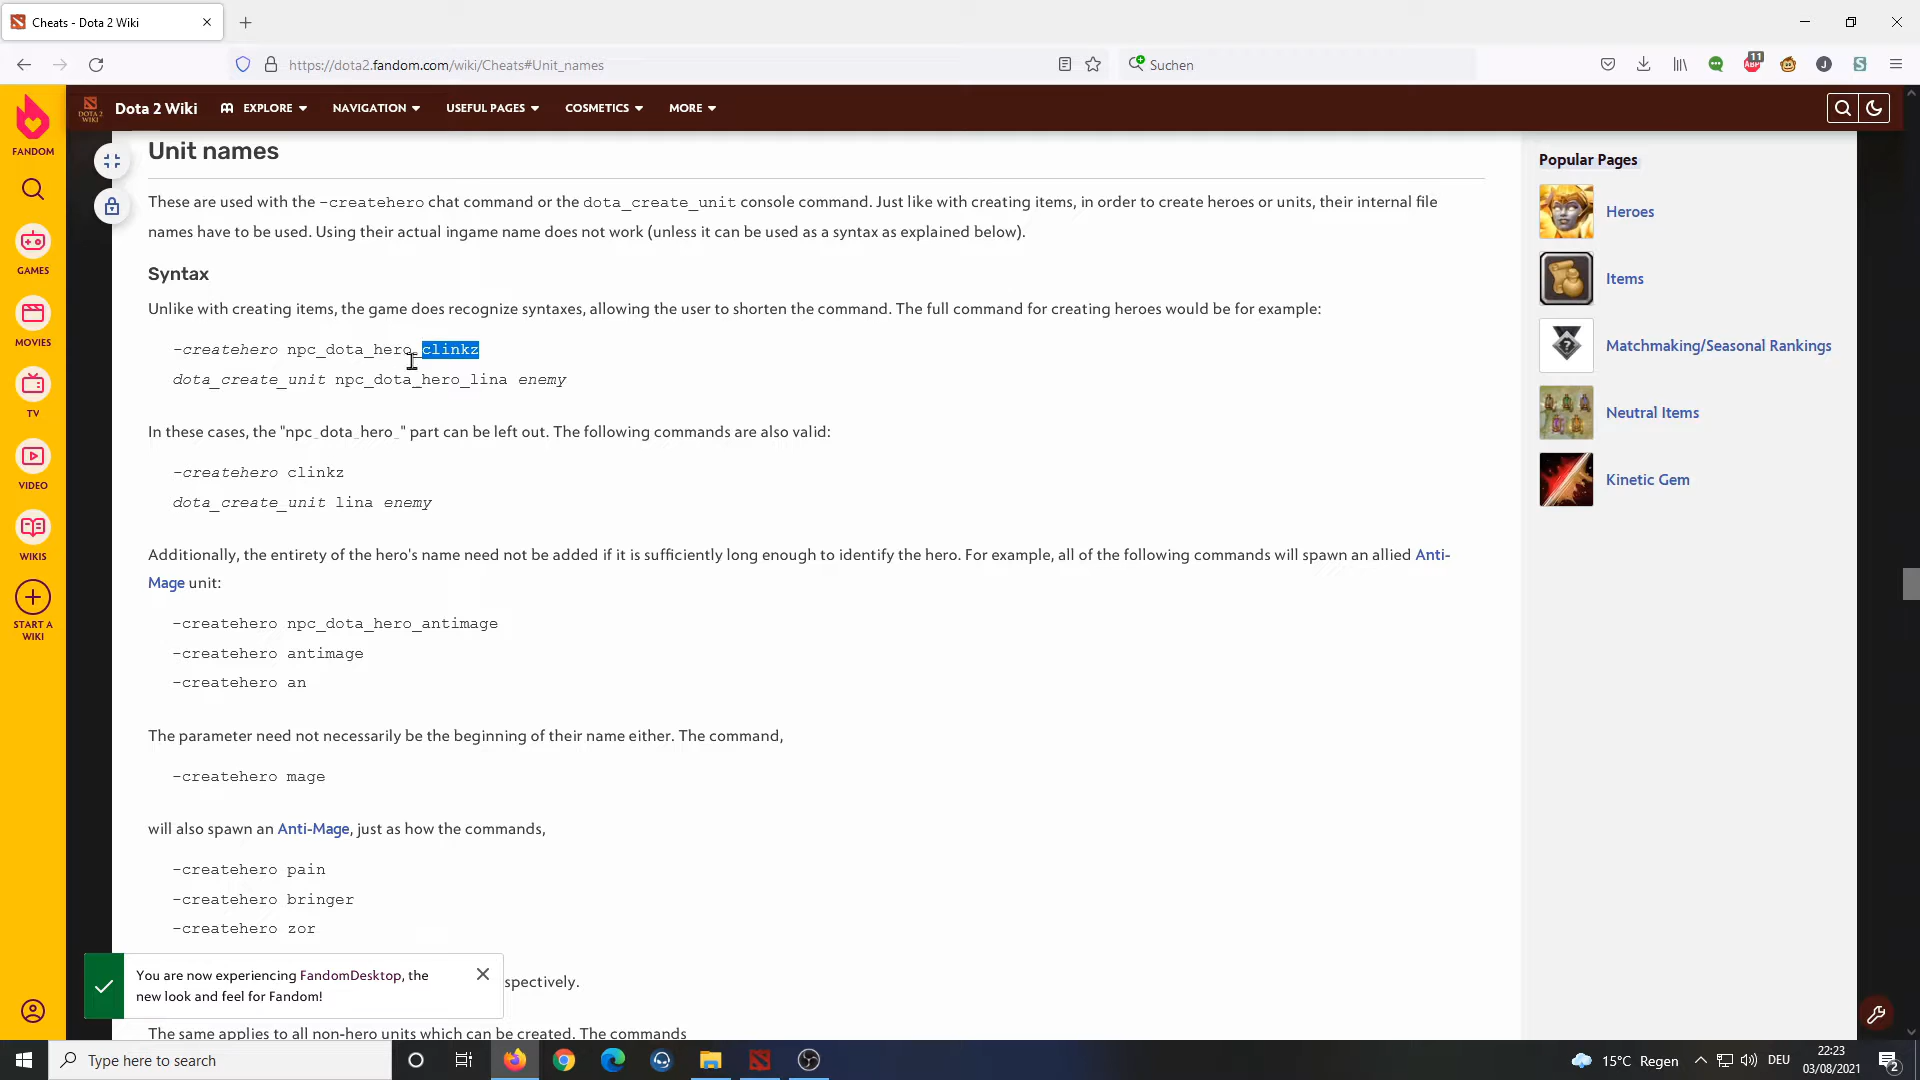 Cheats - Dota 2 Wiki
https://dota2.fandom.com/wiki/Cheats#Unit_names
Suchen
11
ABP
J
S
FANDOM
GAMES
MOVIES
TV
VIDEO
WIKIS
START A
WIKI
DOTA 2
WIKI
Dota 2 Wiki
EXPLORE
NAVIGATION
USEFUL PAGES
COSMETICS
MORE
Unit names
These are used with the -createhero chat command or the dota_create_unit console command. Just like with creating items, in order to create heroes or units, their internal file
names have to be used. Using their actual ingame name does not work (unless it can be used as a syntax as explained below).
Syntax
Unlike with creating items, the game does recognize syntaxes, allowing the user to shorten the command. The full command for creating heroes would be for example:
-createhero npc_dota_hero_clinkz
dota_create_unit npc_dota_hero_lina enemy
In these cases, the "npc_dota_hero_" part can be left out. The following commands are also valid:
-createhero clinkz
dota_create_unit lina enemy
Additionally, the entirety of the hero's name need not be added if it is sufficiently long enough to identify the hero. For example, all of the following commands will spawn an allied Anti-
Mage unit:
-createhero npc_dota_hero_antimage
-createhero antimage
-createhero an
The parameter need not necessarily be the beginning of their name either. The command,
-createhero mage
will also spawn an Anti-Mage, just as how the commands,
-createhero pain
-createhero bringer
-createhero zor
spectively.
The same applies to all non-hero units which can be created. The commands
You are now experiencing FandomDesktop, the
new look and feel for Fandom!
Popular Pages
Heroes
Items
Matchmaking/Seasonal Rankings
Neutral Items
Kinetic Gem
Type here to search
15°C Regen
DEU
22:23
03/08/2021
2